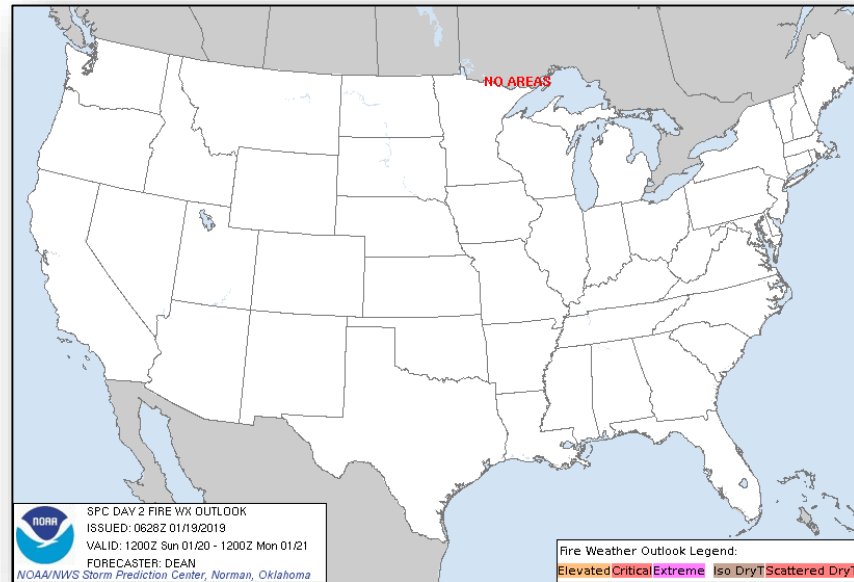 NO AREAS
SPC DAY 2 FIRE WX OUTLOOK
ISSUED: 0628Z 01/19/2019
VALID: 1200Z Sun 01/20 - 1200Z Mon 01/21
FORECASTER: DEAN
NOAA
NOAA/NWS Storm Prediction Center, Norman, Oklahoma
Fire Weather Outlook Legend:
Elevated Critical Extreme Iso DryT Scattered DryT